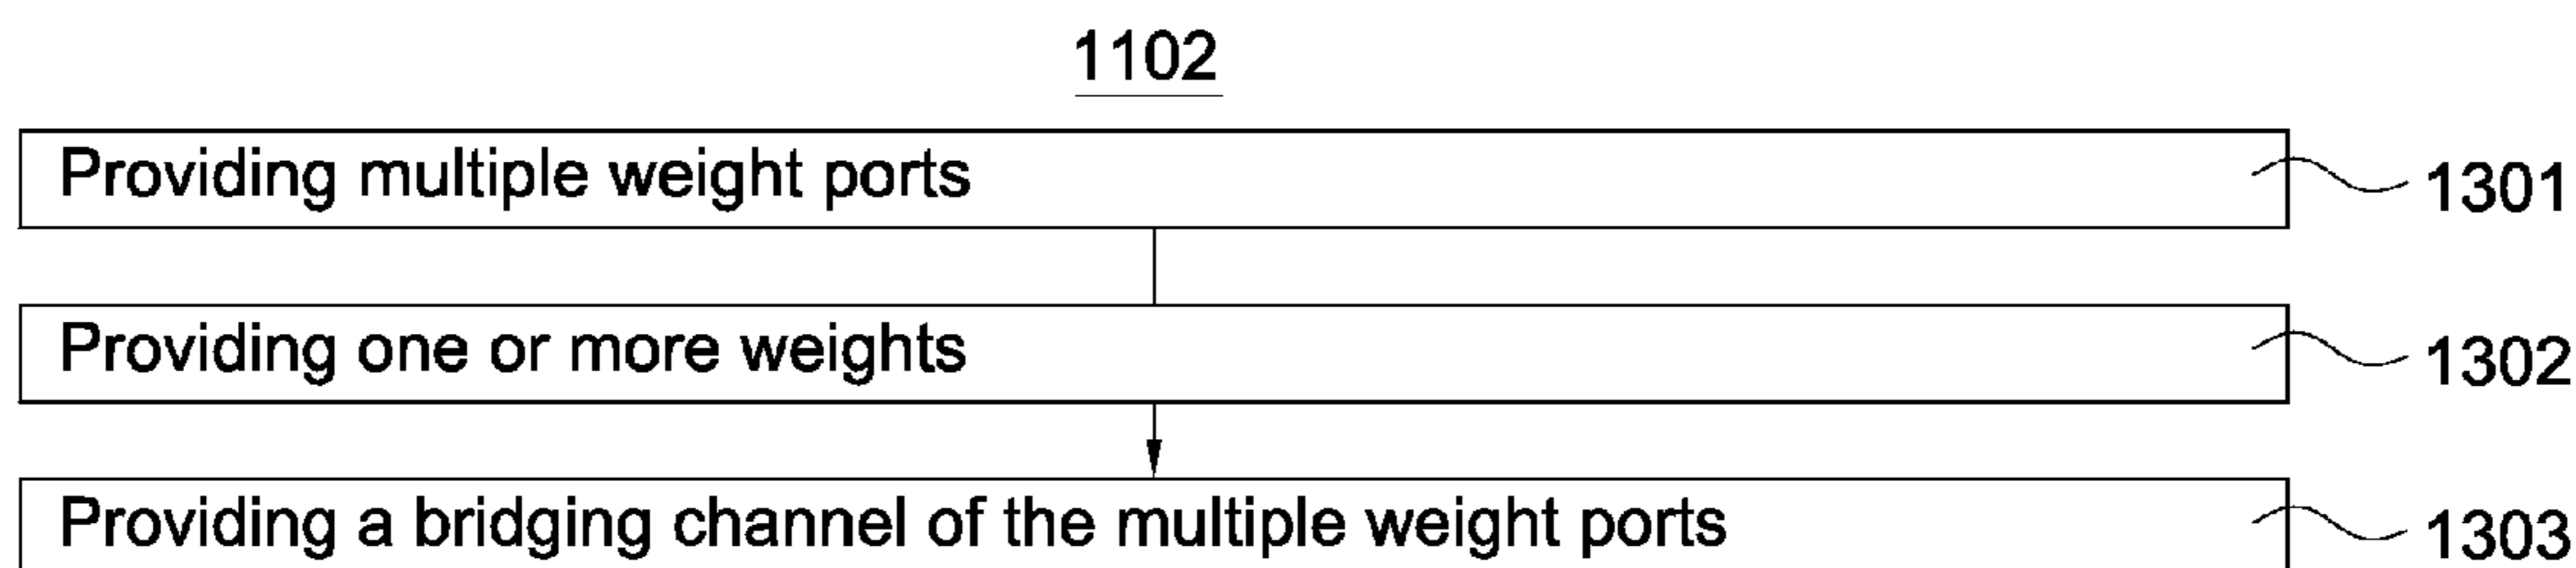 1102
Providing multiple weight ports 1301
Providing one or more weights 1302
Providing a bridging channel of the multiple weight ports 1303